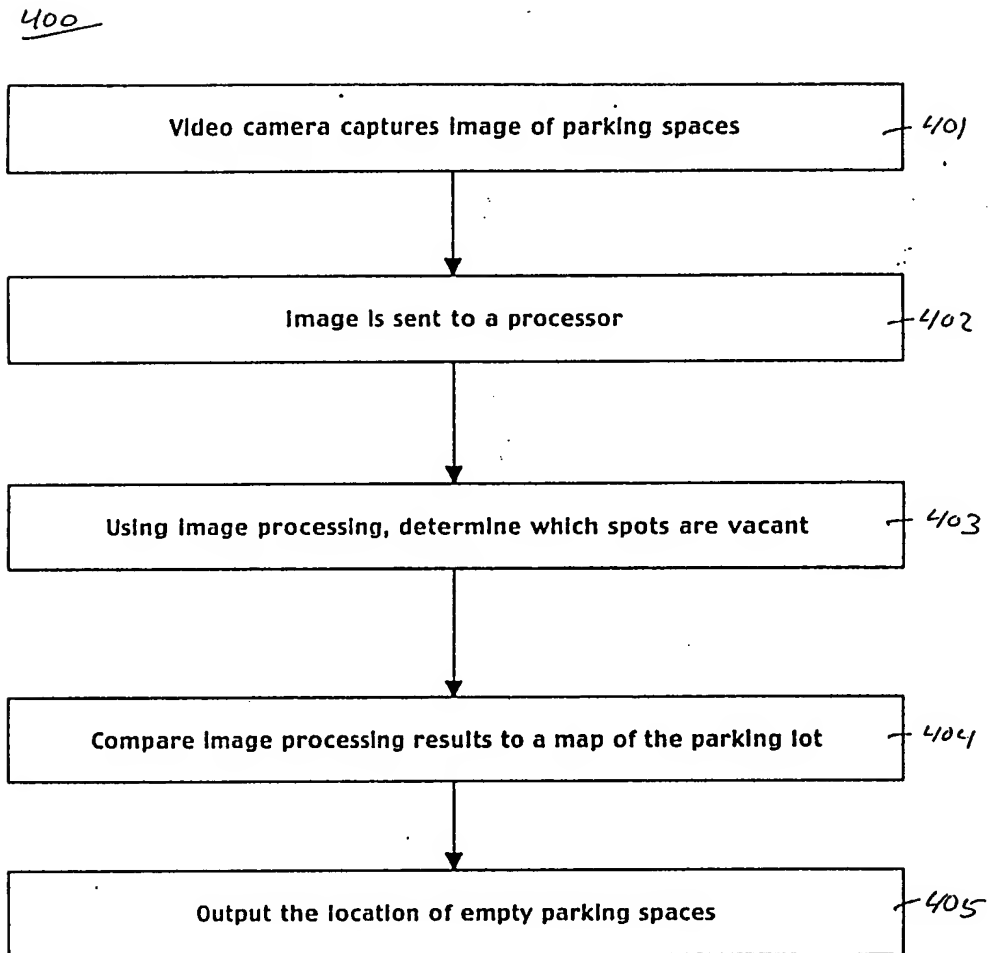 400
Video camera captures image of parking spaces
401
Image is sent to a processor
402
Using image processing, determine which spots are vacant
403
Compare image processing results to a map of the parking lot
404
Output the location of empty parking spaces
405